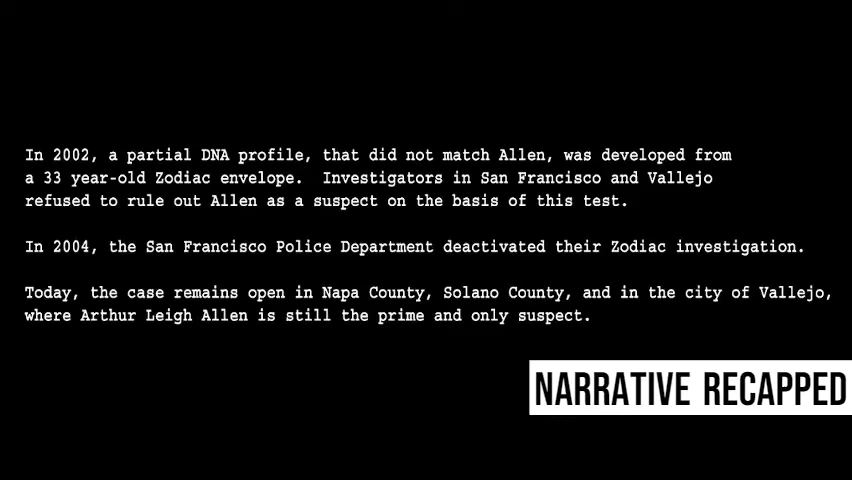 In 2002, a partial DNA profile, that did not match Allen, was developed from
a 33 year-old Zodiac envelope. Investigators in San Francisco and Vallejo
refused to rule out Allen as a suspect on the basis of this test.
In 2004, the San Francisco Police Department deactivated their Zodiac investigation.
Today, the case remains open in Napa County, Solano County, and in the city of Vallejo,
where Arthur Leigh Allen is still the prime and only suspect.
NARRATIVE RECAPPED